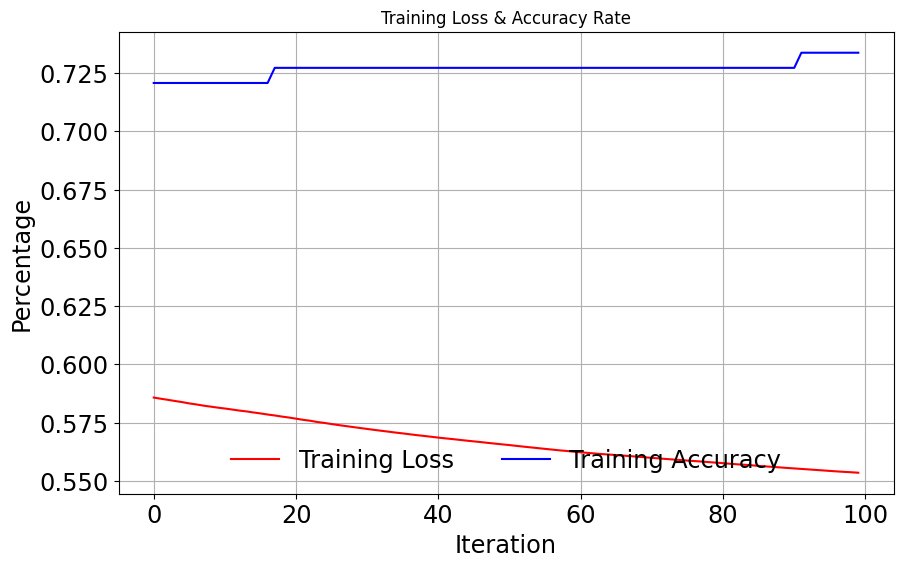 Training Loss & Accuracy Rate
0.725
0.700
0.675
0.650
0.625
0.600
0.575
0.550
Percentage
Training Loss Training Accuracy
0 20 40 60 80 100
Iteration